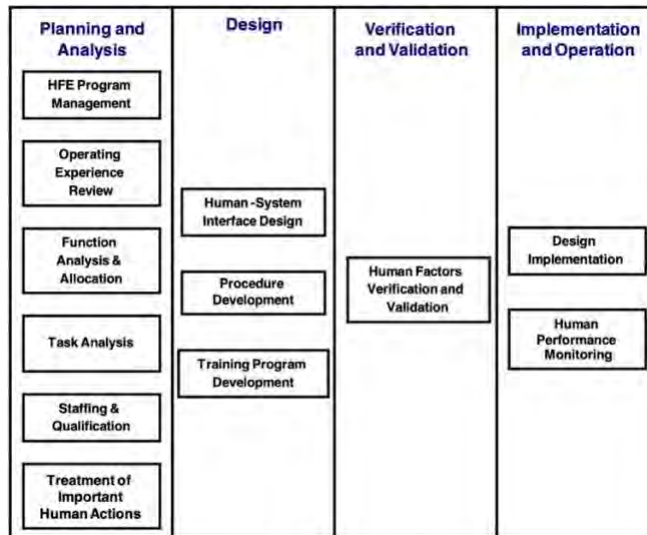 Planning and
Analysis
HFE Program
Management
Operating
Experience
Review
Function
Analysis &
Allocation
Task Analysis
Staffing &
Qualification
Treatment of
Important
Human Actions
Design
Human -System
Interface Design
Procedure
Development
Training Program
Development
Verification
and Validation
Human Factors
Verification and
Validation
Implementation
and Operation
Design
Implementation
Human
Performance
Monitoring